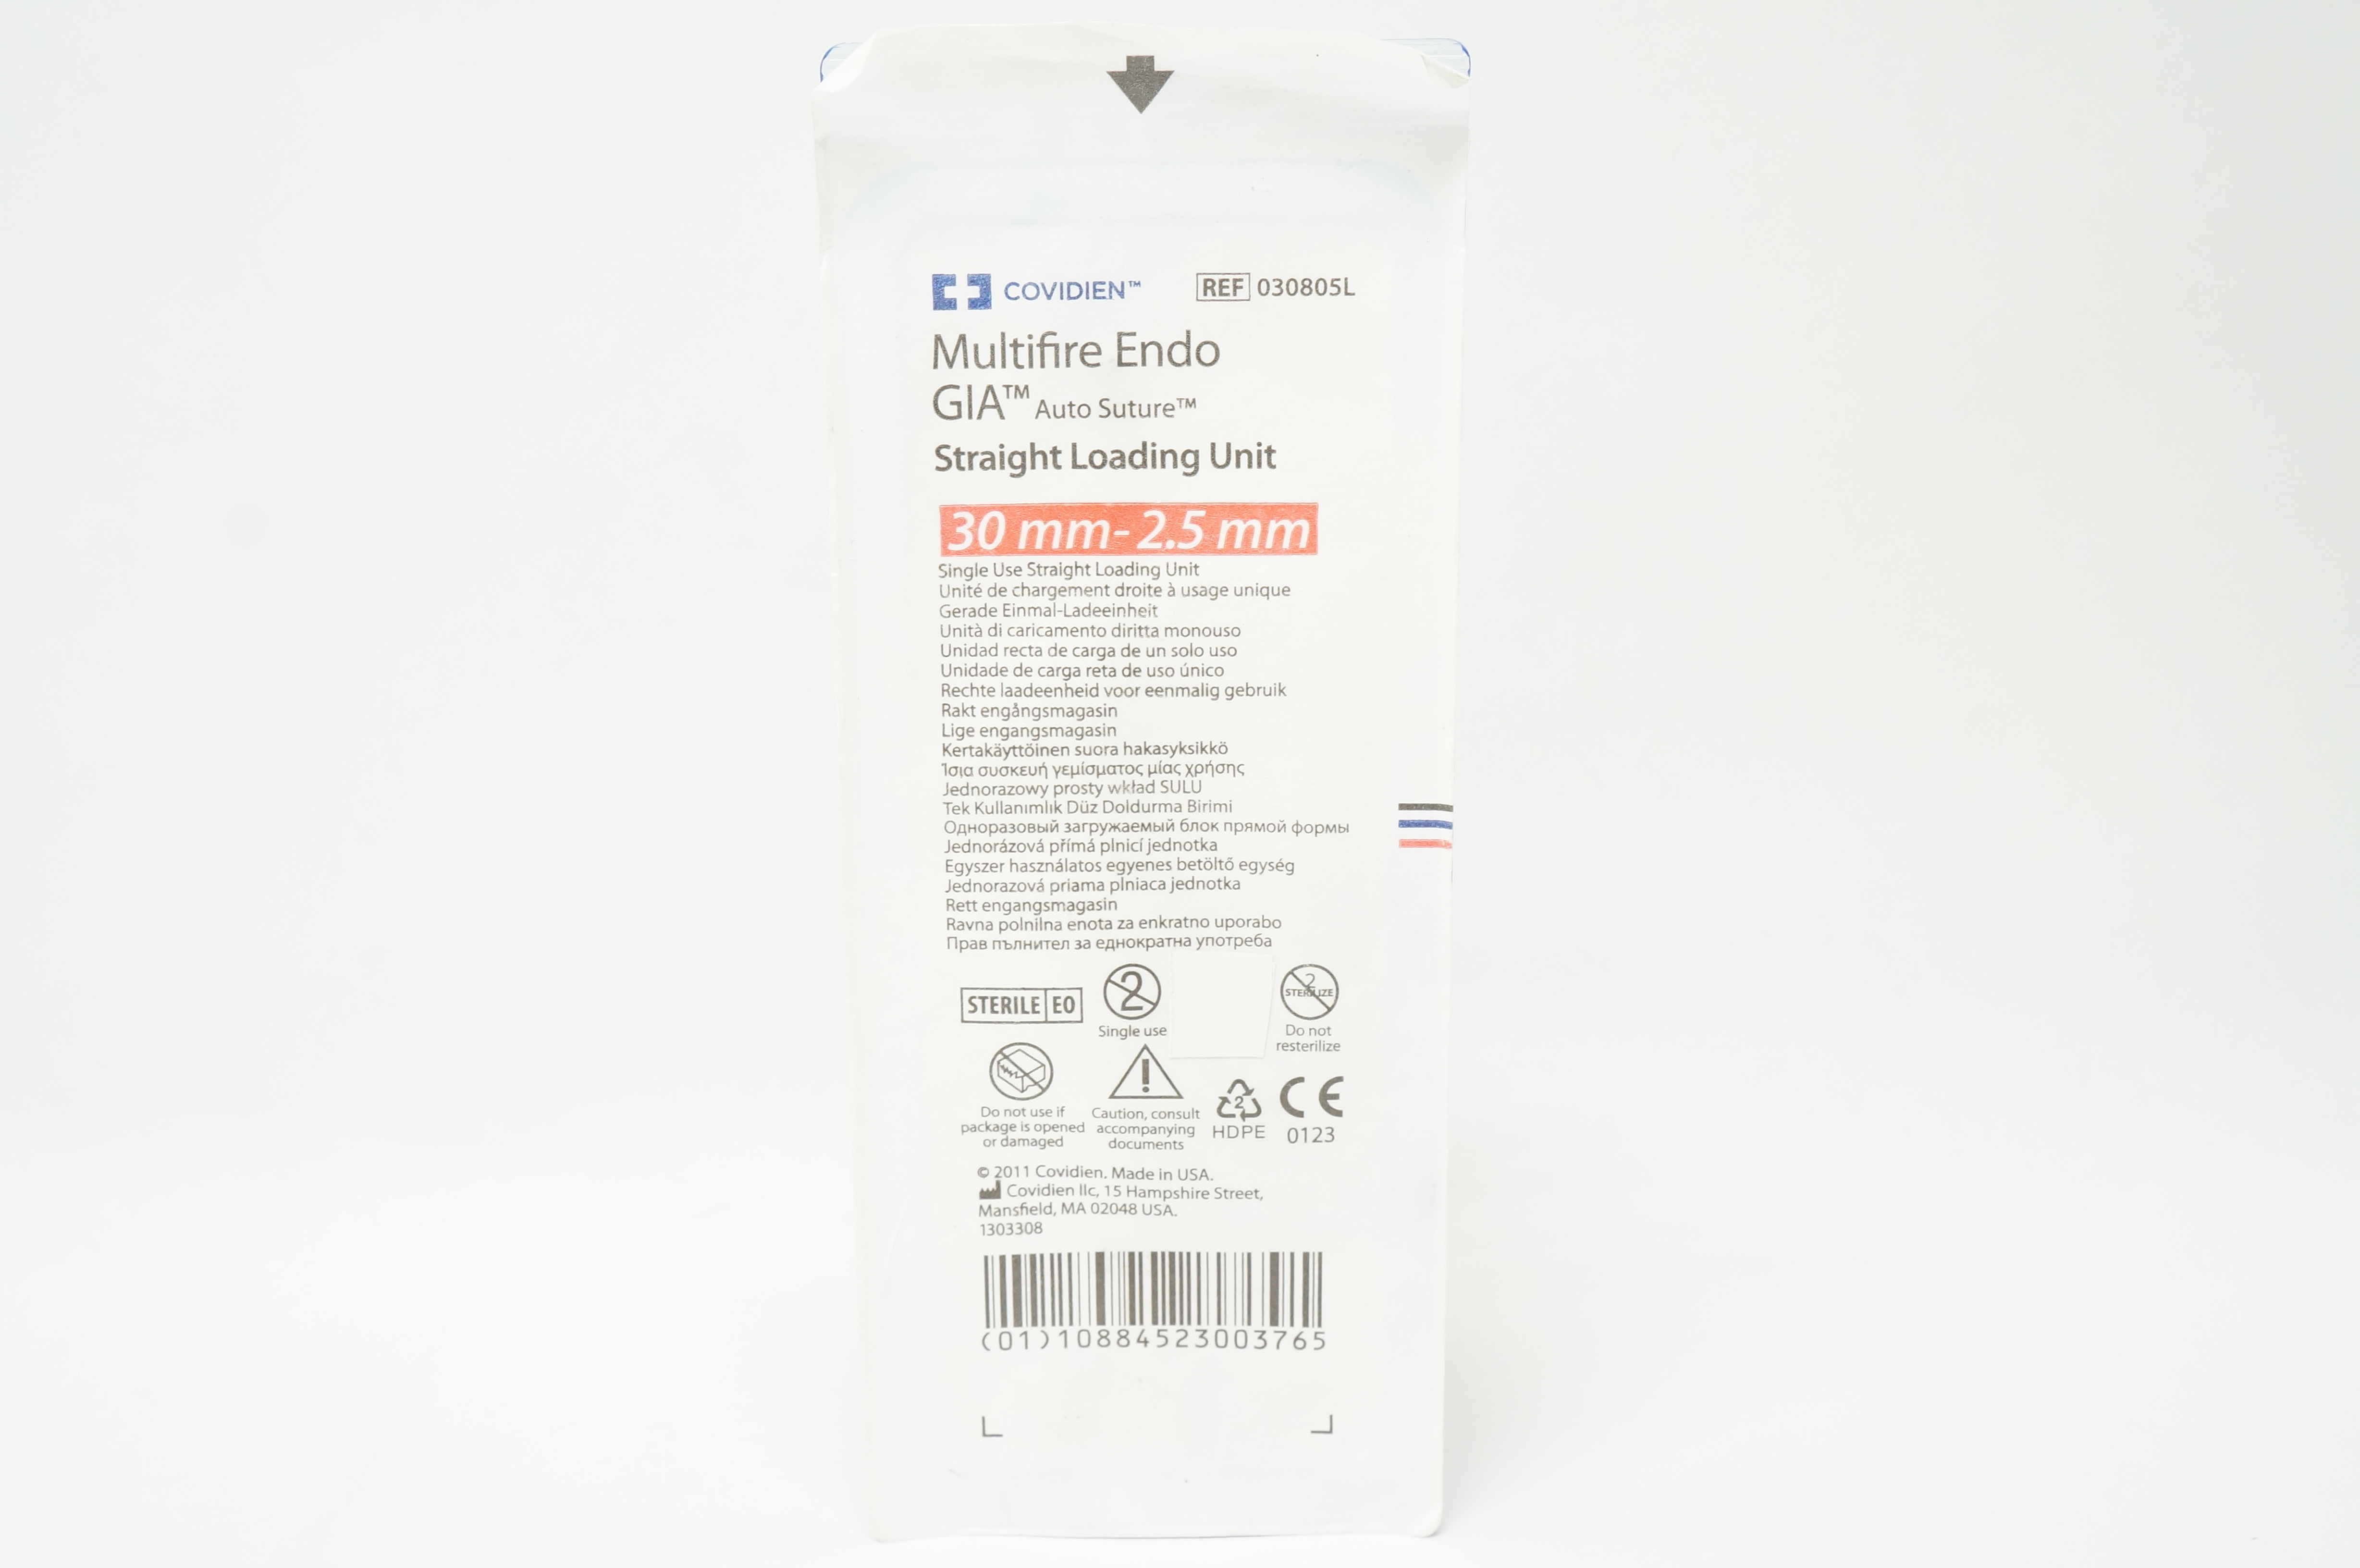 COVIDIEN™ REF 030805L
Multifire Endo
GIA™ Auto Suture™
Straight Loading Unit
30 mm-2.5 mm
Single Use Straight Loading Unit
Unité de chargement droite à usage unique
Gerade Einmal-Ladeeinheit
Unità di caricamento diritta monouso
Unidad recta de carga de un solo uso
Unidade de carga reta de uso único
Rechte laadeenheid voor eenmalig gebruik
Rakt engångsmagasin
Lige engangsmagasin
Kertakäyttöinen suora hakasyksikkö
Ίσια συσκευή γεμίσματος μίας χρήσης
Jednorazowy prosty wkład SULU
Tek Kullanımlık Düz Doldurma Birimi
Одноразовый загружаемый блок прямой формы
Jednorázová přímá plnicí jednotka
Egyszer használatos egyenes betöltő egység
Jednorazová priama plniaca jednotka
Rett engangsmagasin
Ravna polnilna enota za enkratno uporabo
Прав пълнител за еднократна употреба
STERILE EO
2
Single use
2
STERILIZE
Do not
resterilize
Do not use if
package is opened
or damaged
!
Caution, consult
accompanying
documents
2
HDPE
CE
0123
© 2011 Covidien. Made in USA.
Covidien llc, 15 Hampshire Street,
Mansfield, MA 02048 USA.
1303308
(01)10884523003765